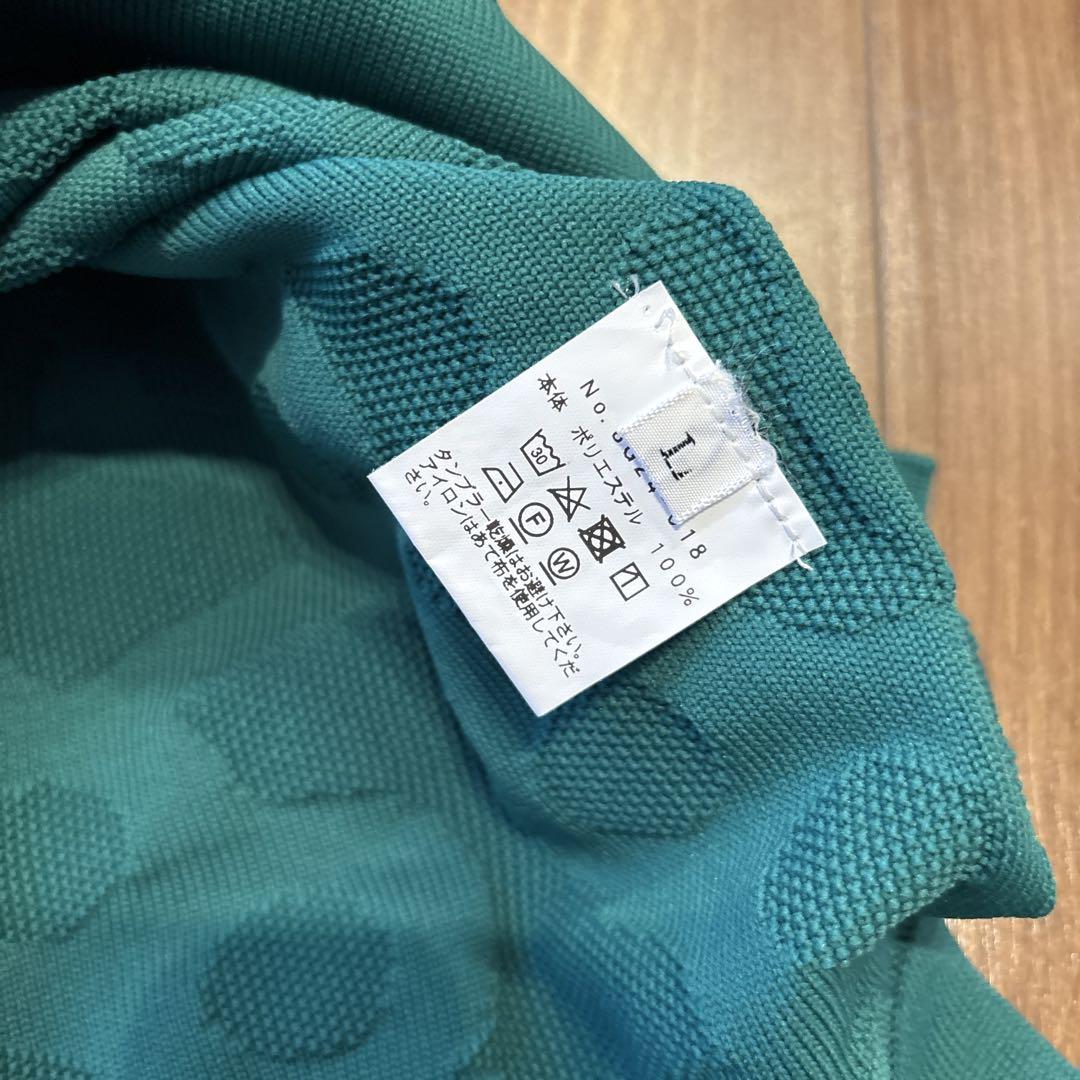 L
本体 ポリエステル 100%
30
F
W
タンブラー乾燥はお避け下さい。
アイロンはあて布を使用してくだ
さい。